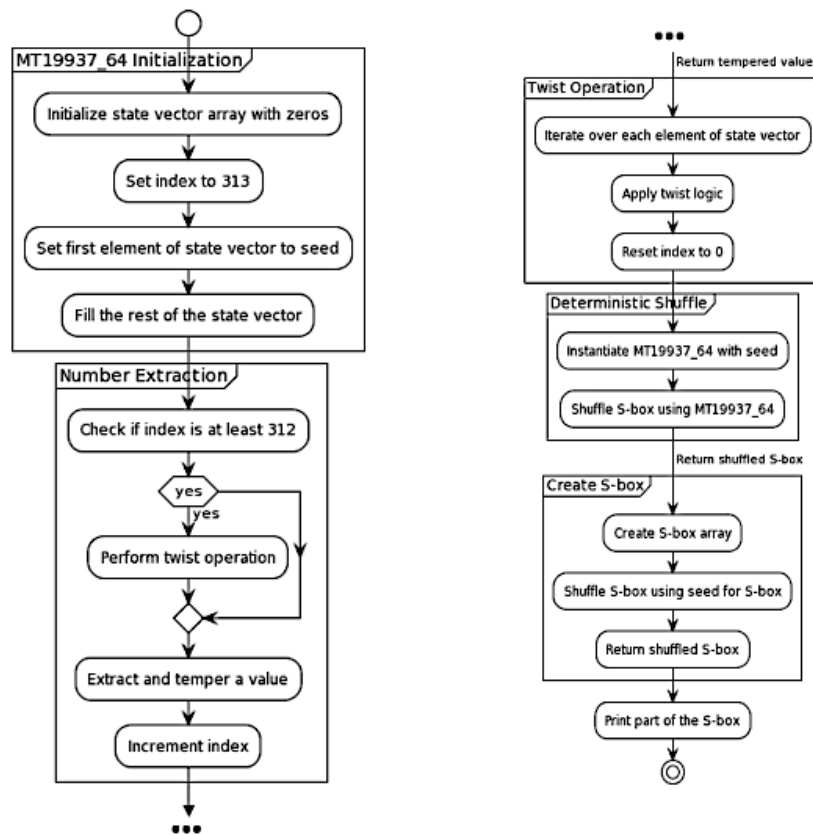 MT19937_64 Initialization
Initialize state vector array with zeros
Set index to 313
Set first element of state vector to seed
Fill the rest of the state vector
Number Extraction
Check if index is at least 312
yes
yes
Perform twist operation
Extract and temper a value
Increment index
•••
•••
Return tempered value
Twist Operation
Iterate over each element of state vector
Apply twist logic
Reset index to 0
Deterministic Shuffle
Instantiate MT19937_64 with seed
Shuffle S-box using MT19937_64
Return shuffled S-box
Create S-box
Create S-box array
Shuffle S-box using seed for S-box
Return shuffled S-box
Print part of the S-box